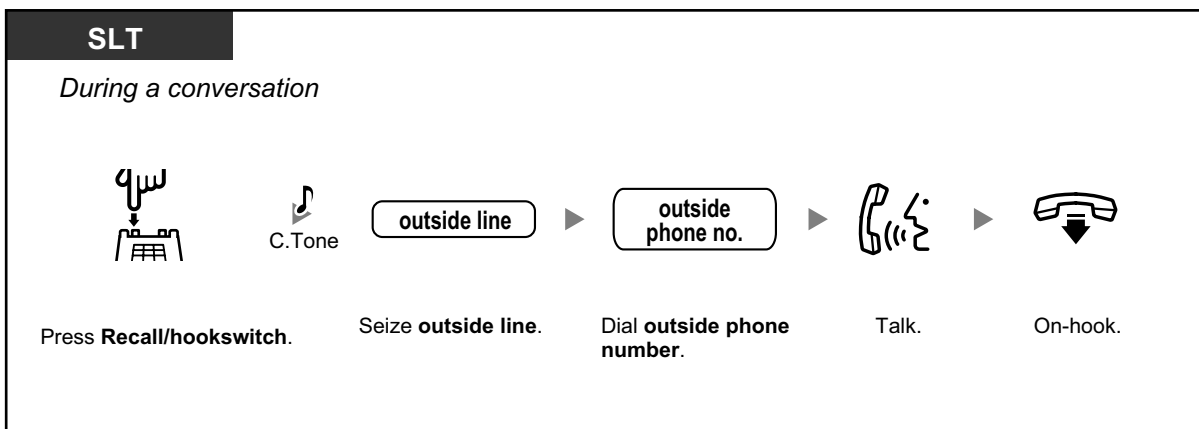 SLT
During a conversation
C.Tone
outside line
outside
phone no.
Press Recall/hookswitch.
Seize outside line.
Dial outside phone
number.
Talk.
On-hook.